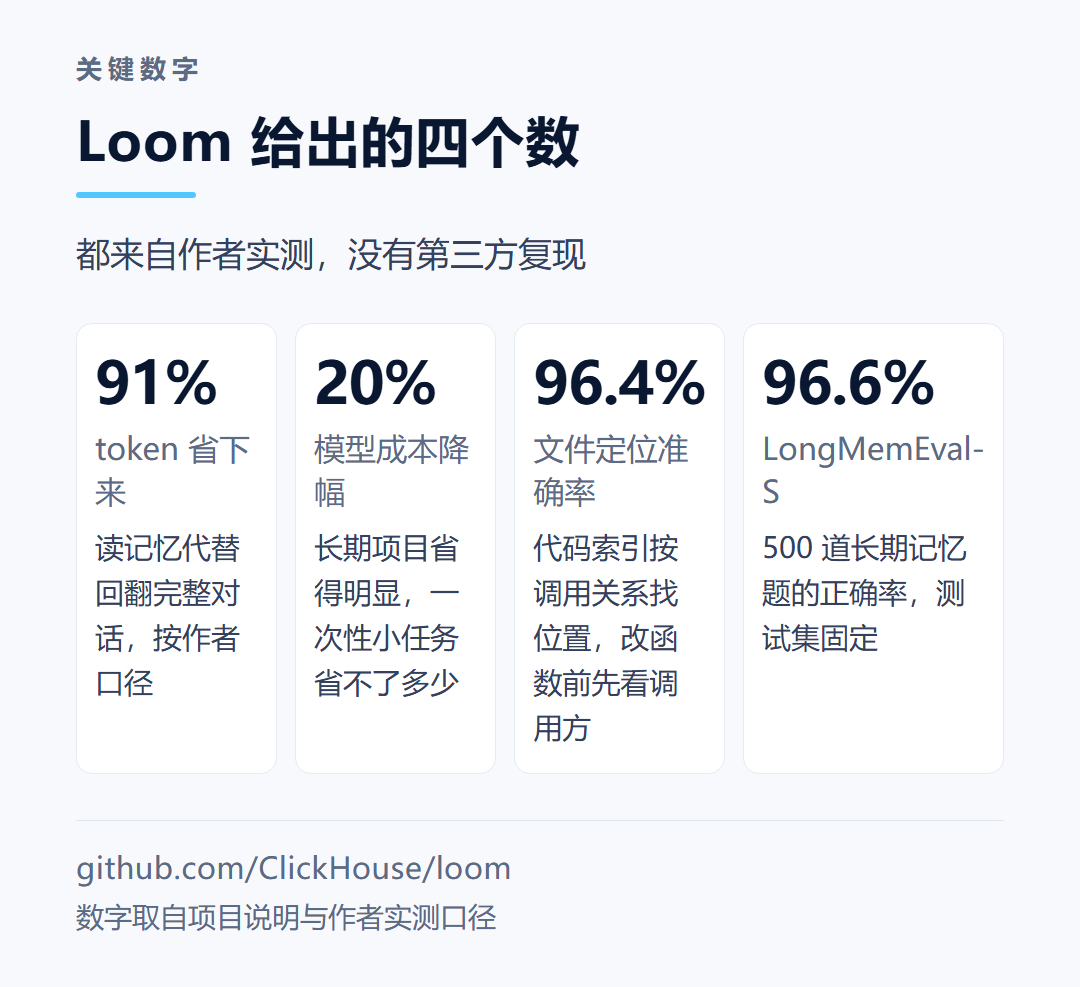 关键数字
Loom 给出的四个数
都来自作者实测，没有第三方复现
91%
token 省下
来
读记忆代替
回翻完整对
话，按作者
口径
20%
模型成本降
幅
长期项目省
得明显，一
次性小任务
省不了多少
96.4%
文件定位准
确率
代码索引按
调用关系找
位置，改函
数前先看调
用方
96.6%
LongMemEval-
S
500 道长期记忆
题的正确率，测
试集固定
github.com/ClickHouse/loom
数字取自项目说明与作者实测口径